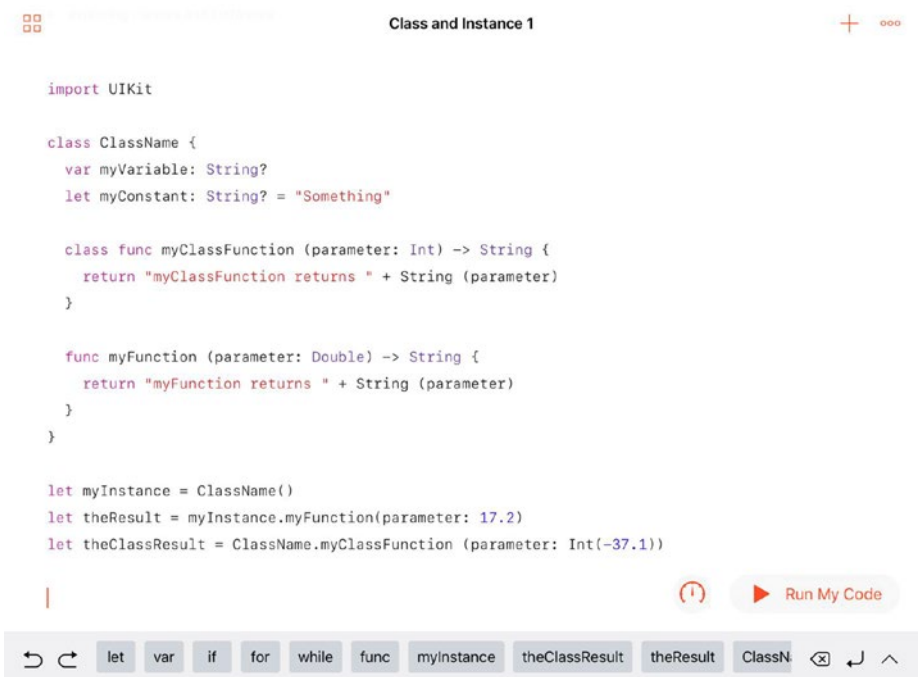 Class and Instance 1
import UIKit
class ClassName {
var myVariable: String?
let myConstant: String? = "Something"
class func myClassFunction (parameter: Int) -> String {
return "myClassFunction returns " + String (parameter)
}
func myFunction (parameter: Double) -> String {
return "myFunction returns " + String (parameter)
}
}
let myInstance = ClassName()
let theResult = myInstance.myFunction(parameter: 17.2)
let theClassResult = ClassName.myClassFunction (parameter: Int(-37.1))
Run My Code
let var if for while func myInstance theClassResult theResult ClassN